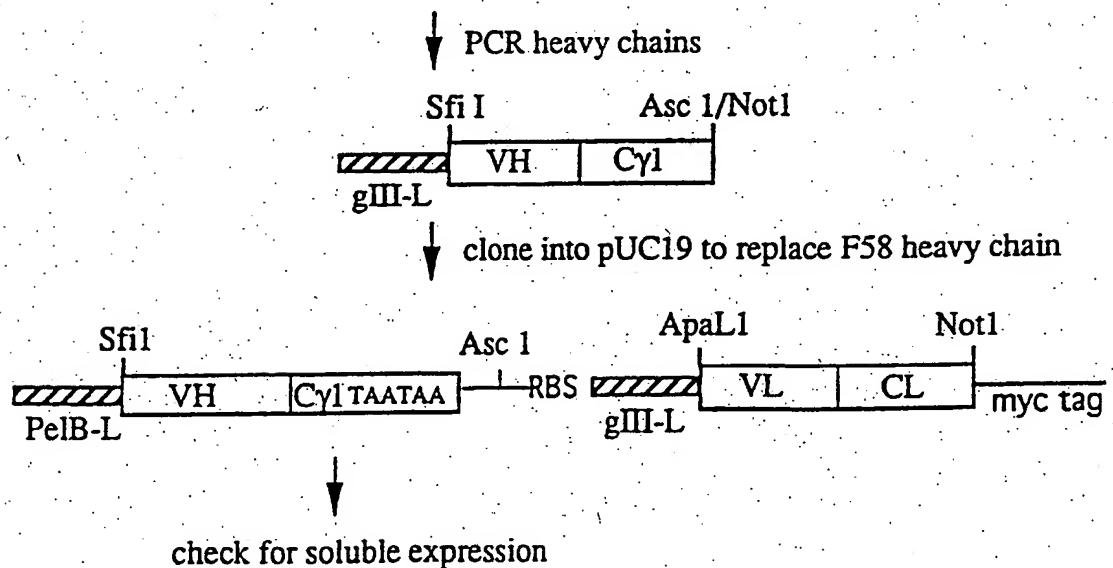 PCR heavy chains
Sfi I Asc 1/Not1
VH Cγ1
gIII-L
clone into pUC19 to replace F58 heavy chain
Sfi1 Asc 1 ApaL1 Not1
VH Cγ1 TAATAA RBS VL CL myc tag
PelB-L gIII-L
check for soluble expression